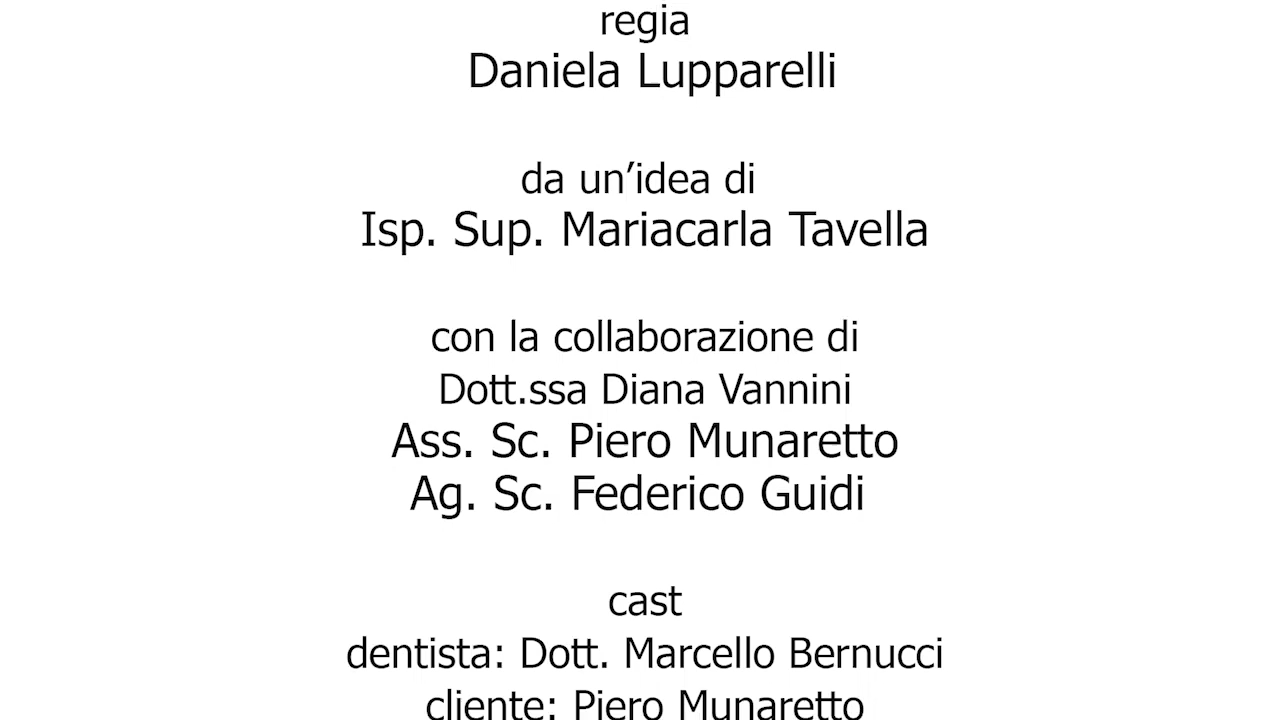 regia
Daniela Lupparelli
da un’idea di
Isp. Sup. Mariacarla Tavella
con la collaborazione di
Dott.ssa Diana Vannini
Ass. Sc. Piero Munaretto
Ag. Sc. Federico Guidi
cast
dentista: Dott. Marcello Bernucci
cliente: Piero Munaretto